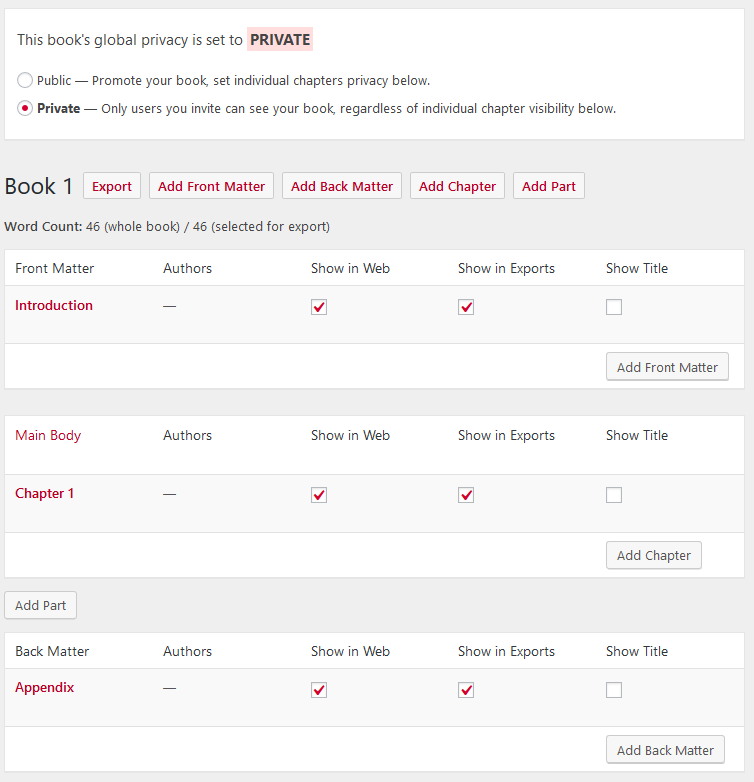 This book's global privacy is set to PRIVATE
Public — Promote your book, set individual chapters privacy below.
Private — Only users you invite can see your book, regardless of individual chapter visibility below.
Book 1 Export Add Front Matter Add Back Matter Add Chapter Add Part
Word Count: 46 (whole book) / 46 (selected for export)
Front Matter Authors Show in Web Show in Exports Show Title
Introduction —
Add Front Matter
Main Body Authors Show in Web Show in Exports Show Title
Chapter 1 —
Add Chapter
Add Part
Back Matter Authors Show in Web Show in Exports Show Title
Appendix —
Add Back Matter